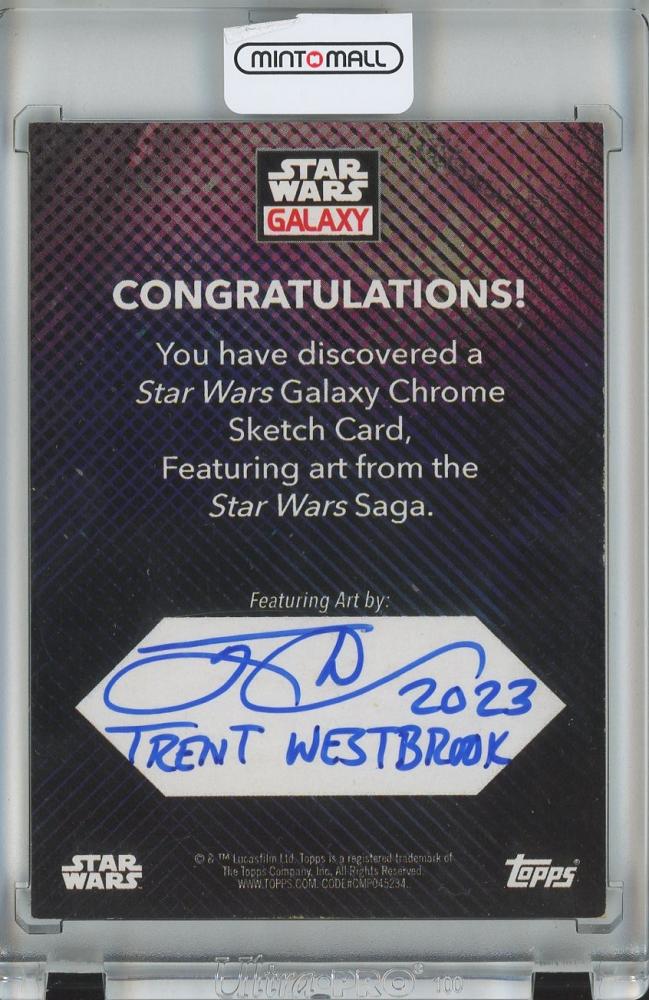 MINTOMALL
STAR
WARS
GALAXY
CONGRATULATIONS!
You have discovered a
Star Wars Galaxy Chrome
Sketch Card,
Featuring art from the
Star Wars Saga.
Featuring Art by:
2023
TRENT WESTBROOK
STAR
WARS
© & ™ Lucasfilm Ltd. Topps is a registered trademark of
The Topps Company, Inc. All Rights Reserved.
WWW.TOPPS.COM. CODE#CMP045234.
topps®
Ultra·PRO® 100